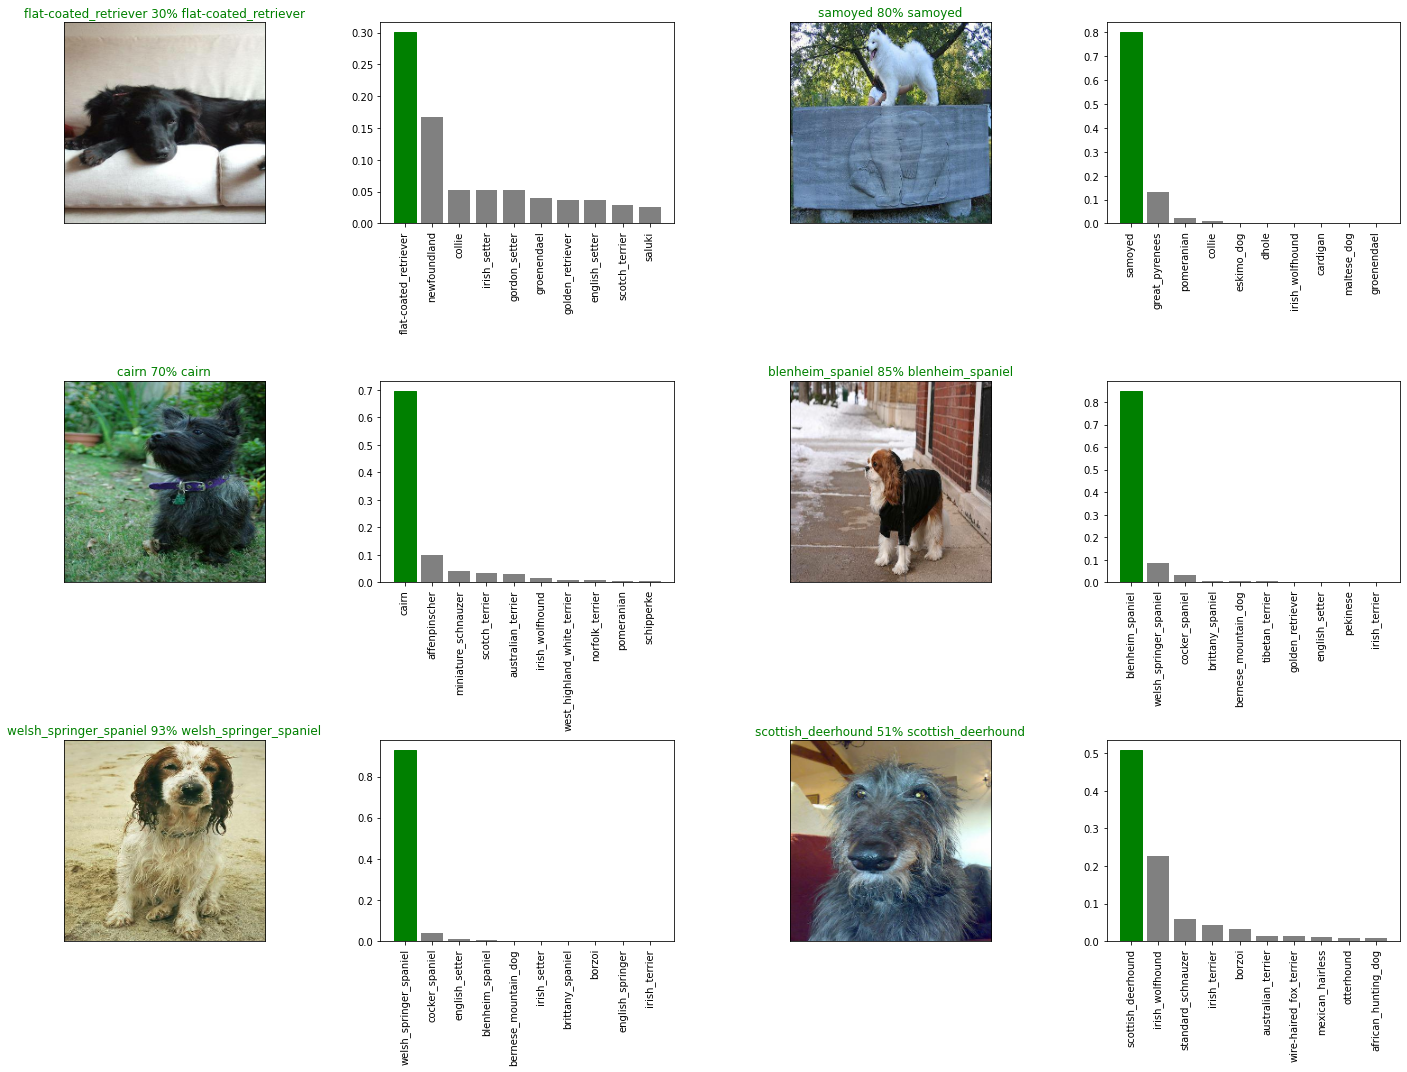 flat-coated_retriever 30% flat-coated_retriever
0.30
0.25
0.20
0.15
0.10
0.05
0.00
flat-coated_retriever
newfoundland
collie
irish_setter
gordon_setter
groenendael
golden_retriever
english_setter
scotch_terrier
saluki
samoyed 80% samoyed
0.8
0.7
0.6
0.5
0.4
0.3
0.2
0.1
0.0
samoyed
great_pyrenees
pomeranian
collie
eskimo_dog
dhole
irish_wolfhound
cardigan
maltese_dog
groenendael
cairn 70% cairn
0.7
0.6
0.5
0.4
0.3
0.2
0.1
0.0
cairn
affenpinscher
miniature_schnauzer
scotch_terrier
australian_terrier
irish_wolfhound
west_highland_white_terrier
norfolk_terrier
pomeranian
schipperke
blenheim_spaniel 85% blenheim_spaniel
0.8
0.7
0.6
0.5
0.4
0.3
0.2
0.1
0.0
blenheim_spaniel
welsh_springer_spaniel
cocker_spaniel
brittany_spaniel
bernese_mountain_dog
tibetan_terrier
golden_retriever
english_setter
pekinese
irish_terrier
welsh_springer_spaniel 93% welsh_springer_spaniel
0.8
0.6
0.4
0.2
0.0
welsh_springer_spaniel
cocker_spaniel
english_setter
blenheim_spaniel
bernese_mountain_dog
irish_setter
brittany_spaniel
borzoi
english_springer
irish_terrier
scottish_deerhound 51% scottish_deerhound
0.5
0.4
0.3
0.2
0.1
0.0
scottish_deerhound
irish_wolfhound
standard_schnauzer
irish_terrier
borzoi
australian_terrier
wire-haired_fox_terrier
mexican_hairless
otterhound
african_hunting_dog